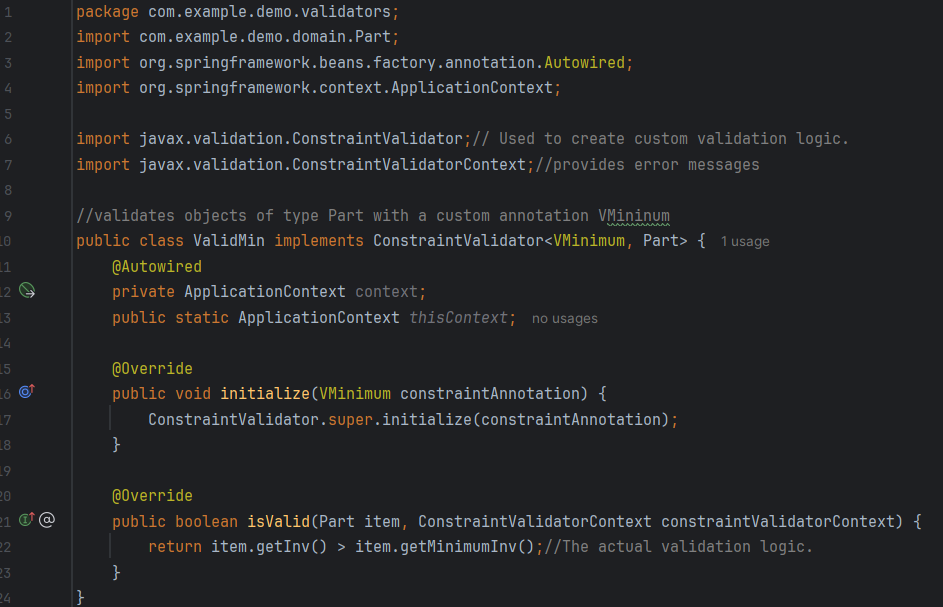 1 package com.example.demo.validators;
2 import com.example.demo.domain.Part;
3 import org.springframework.beans.factory.annotation.Autowired;
4 import org.springframework.context.ApplicationContext;
5
6 import javax.validation.ConstraintValidator;// Used to create custom validation logic.
7 import javax.validation.ConstraintValidatorContext;//provides error messages
8
9 //validates objects of type Part with a custom annotation VMininum
10 public class ValidMin implements ConstraintValidator<VMinimum, Part> { 1 usage
11 @Autowired
12 private ApplicationContext context;
13 public static ApplicationContext thisContext; no usages
14
15 @Override
16 public void initialize(VMinimum constraintAnnotation) {
17 ConstraintValidator.super.initialize(constraintAnnotation);
18 }
19
20 @Override
21 public boolean isValid(Part item, ConstraintValidatorContext constraintValidatorContext) {
22 return item.getInv() > item.getMinimumInv();//The actual validation logic.
23 }
24 }